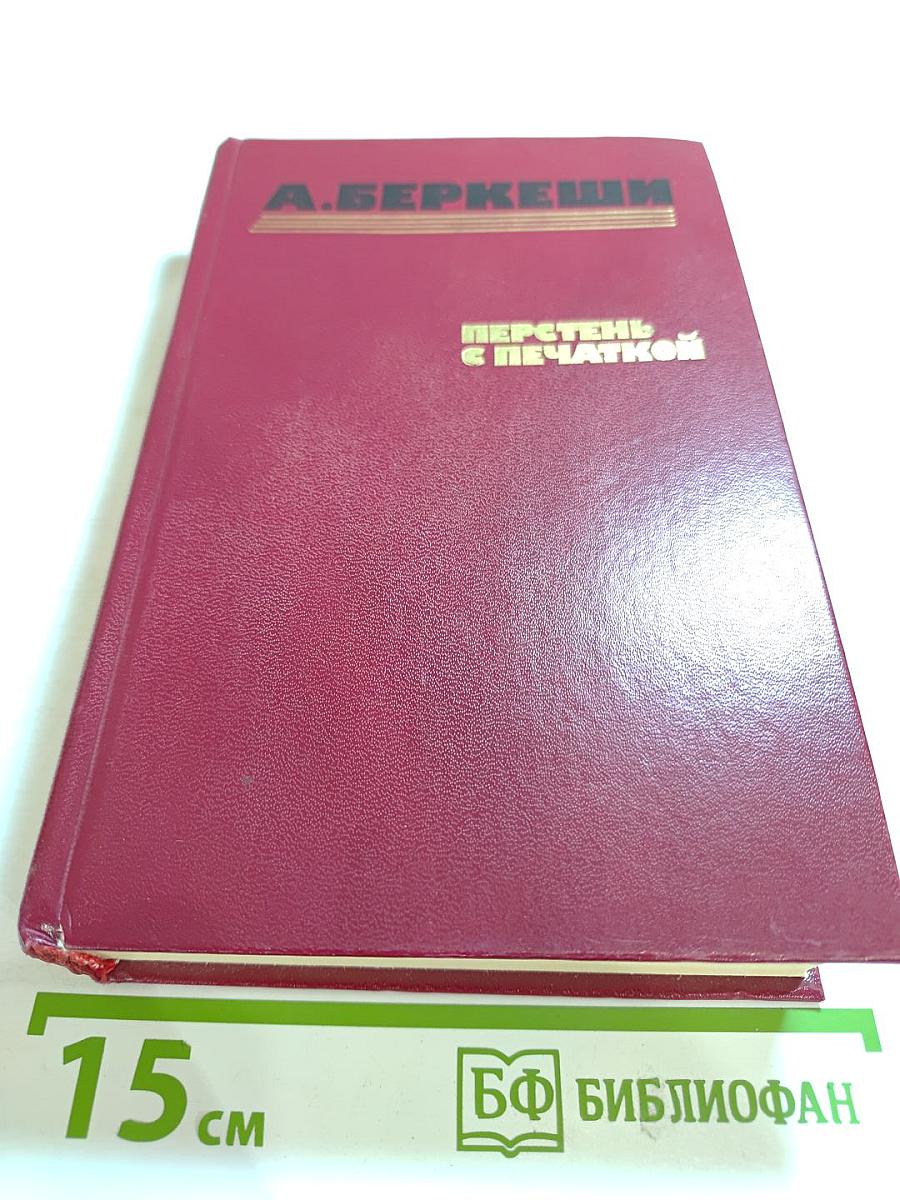 А.БЕРКЕШИ
ПЕРСТЕНЬ
С ПЕЧАТКОЙ
15 см
БФ БИБЛИОФАН